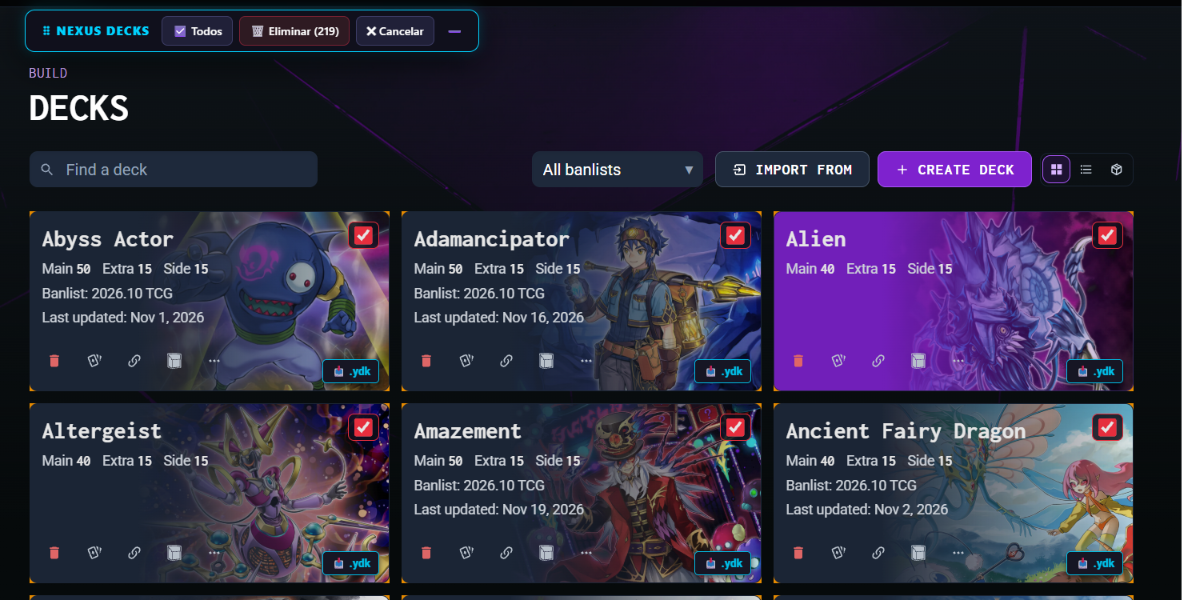 NEXUS DECKS Todos Eliminar (219) Cancelar
BUILD
DECKS
Find a deck All banlists IMPORT FROM + CREATE DECK
Abyss Actor
Main 50 Extra 15 Side 15
Banlist: 2026.10 TCG
Last updated: Nov 1, 2026
.ydk
Adamancipator
Main 50 Extra 15 Side 15
Banlist: 2026.10 TCG
Last updated: Nov 16, 2026
.ydk
Alien
Main 40 Extra 15 Side 15
.ydk
Altergeist
Main 40 Extra 15 Side 15
.ydk
Amazement
Main 50 Extra 15 Side 15
Banlist: 2026.10 TCG
Last updated: Nov 19, 2026
.ydk
Ancient Fairy Dragon
Main 40 Extra 15 Side 15
Banlist: 2026.10 TCG
Last updated: Nov 2, 2026
.ydk